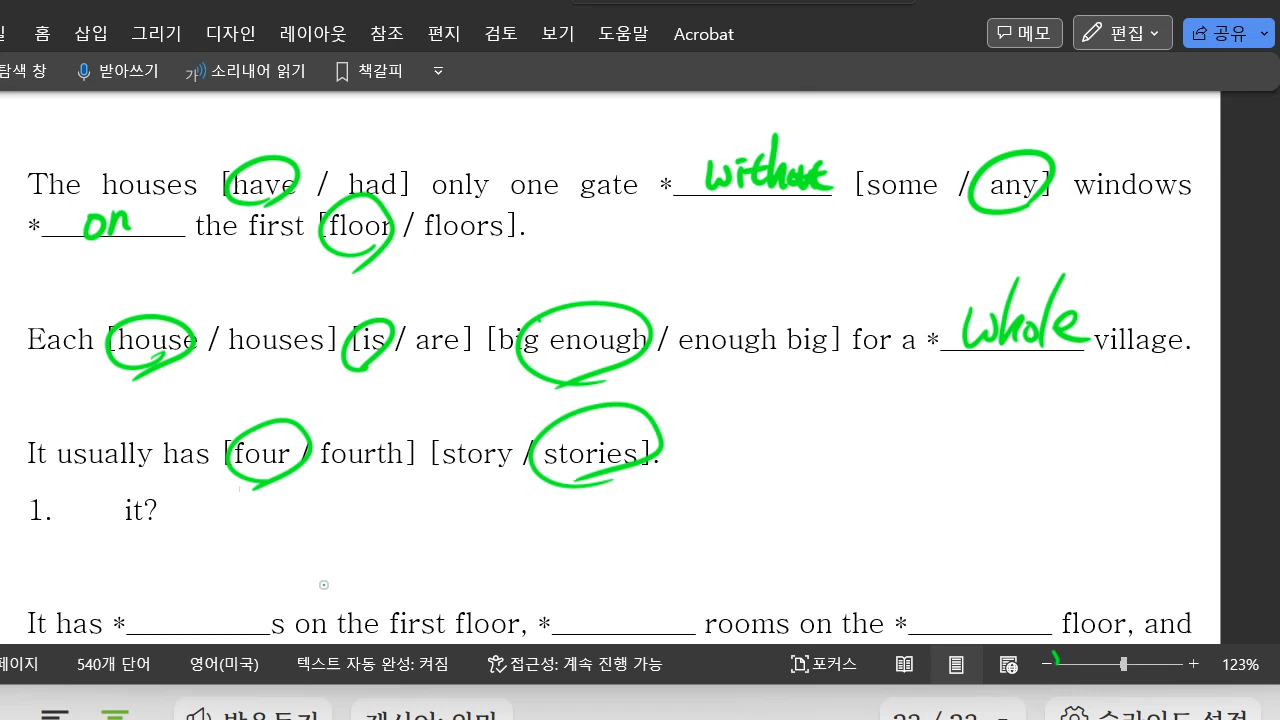 홈 삽입 그리기 디자인 레이아웃 참조 편지 검토 보기 도움말 Acrobat 메모 편집 공유
탐색 창 받아쓰기 소리내어 읽기 책갈피
The houses [have / had] only one gate *without [some / any] windows
*on the first [floor / floors].
Each [house / houses] [is / are] [big enough / enough big] for a *whole village.
It usually has [four / fourth] [story / stories].
1. it?
It has *__________s on the first floor, *__________ rooms on the *__________ floor, and
페이지 540개 단어 영어(미국) 텍스트 자동 완성: 켜짐 접근성: 계속 진행 가능 포커스 123%